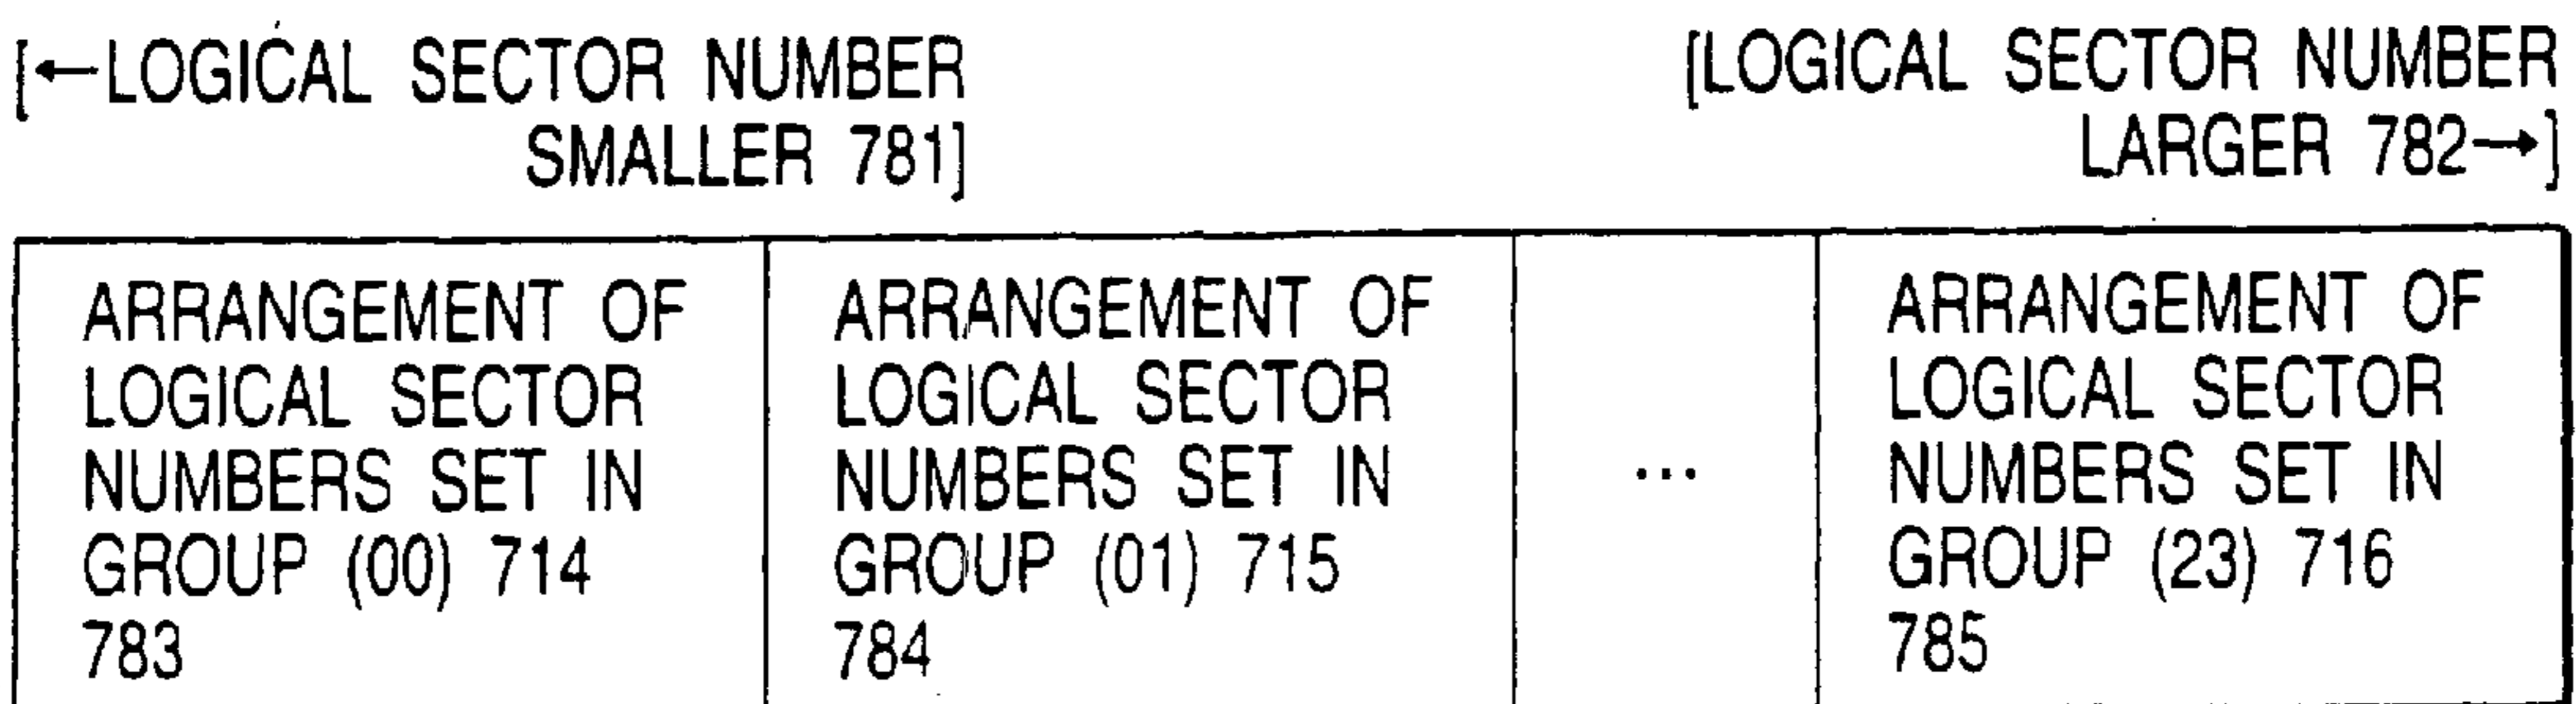 [←LOGICAL SECTOR NUMBER
SMALLER 781]
[LOGICAL SECTOR NUMBER
LARGER 782→]
ARRANGEMENT OF
LOGICAL SECTOR
NUMBERS SET IN
GROUP (00) 714
783
ARRANGEMENT OF
LOGICAL SECTOR
NUMBERS SET IN
GROUP (01) 715
784
...
ARRANGEMENT OF
LOGICAL SECTOR
NUMBERS SET IN
GROUP (23) 716
785